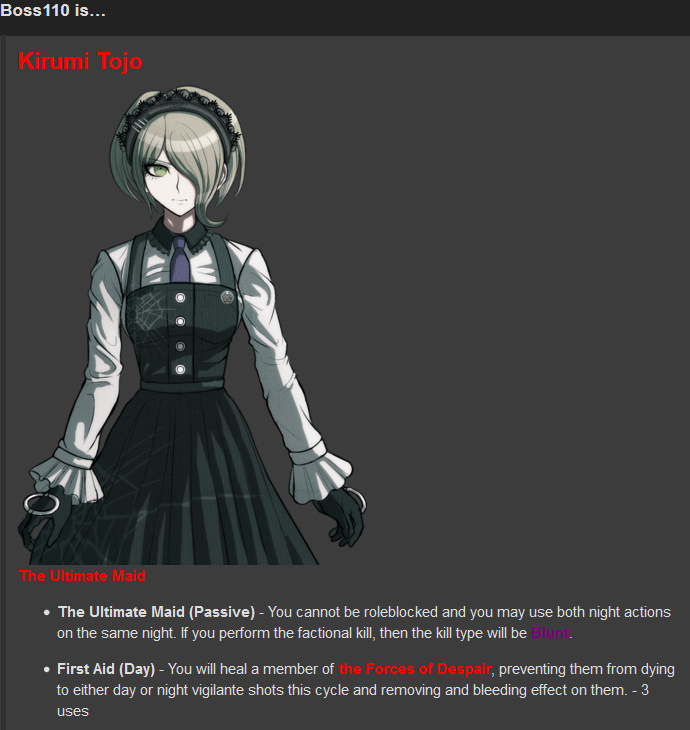 Boss110 is…
Kirumi Tojo
The Ultimate Maid
The Ultimate Maid (Passive) - You cannot be roleblocked and you may use both night actions
on the same night. If you perform the factional kill, then the kill type will be Blunt.
First Aid (Day) - You will heal a member of the Forces of Despair, preventing them from dying
to either day or night vigilante shots this cycle and removing and bleeding effect on them. - 3
uses